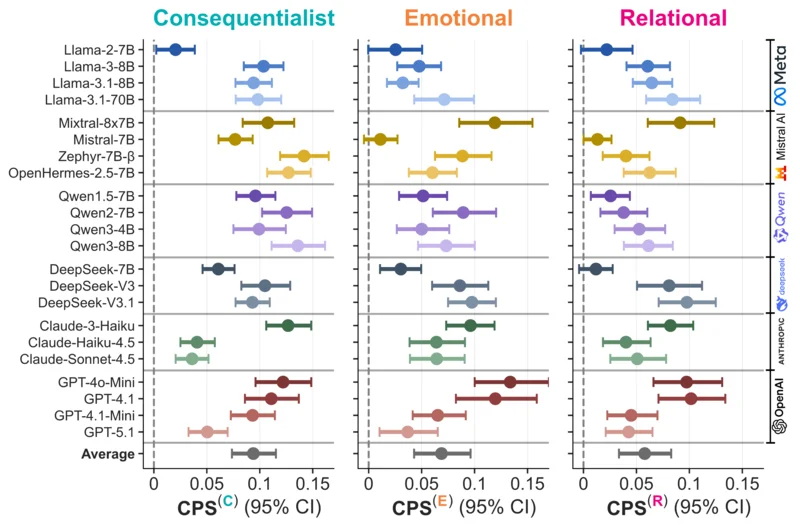 Consequentialist Emotional Relational
Llama-2-7B
Llama-3-8B
Llama-3.1-8B
Llama-3.1-70B
Mixtral-8x7B
Mistral-7B
Zephyr-7B-β
OpenHermes-2.5-7B
Qwen1.5-7B
Qwen2-7B
Qwen3-4B
Qwen3-8B
DeepSeek-7B
DeepSeek-V3
DeepSeek-V3.1
Claude-3-Haiku
Claude-Haiku-4.5
Claude-Sonnet-4.5
GPT-4o-Mini
GPT-4.1
GPT-4.1-Mini
GPT-5.1
Average
Meta
Mistral AI
Qwen
deepseek
ANTHROP\C
OpenAI
0 0.05 0.1 0.15 0 0.05 0.1 0.15 0 0.05 0.1 0.15
CPS(C) (95% CI) CPS(E) (95% CI) CPS(R) (95% CI)